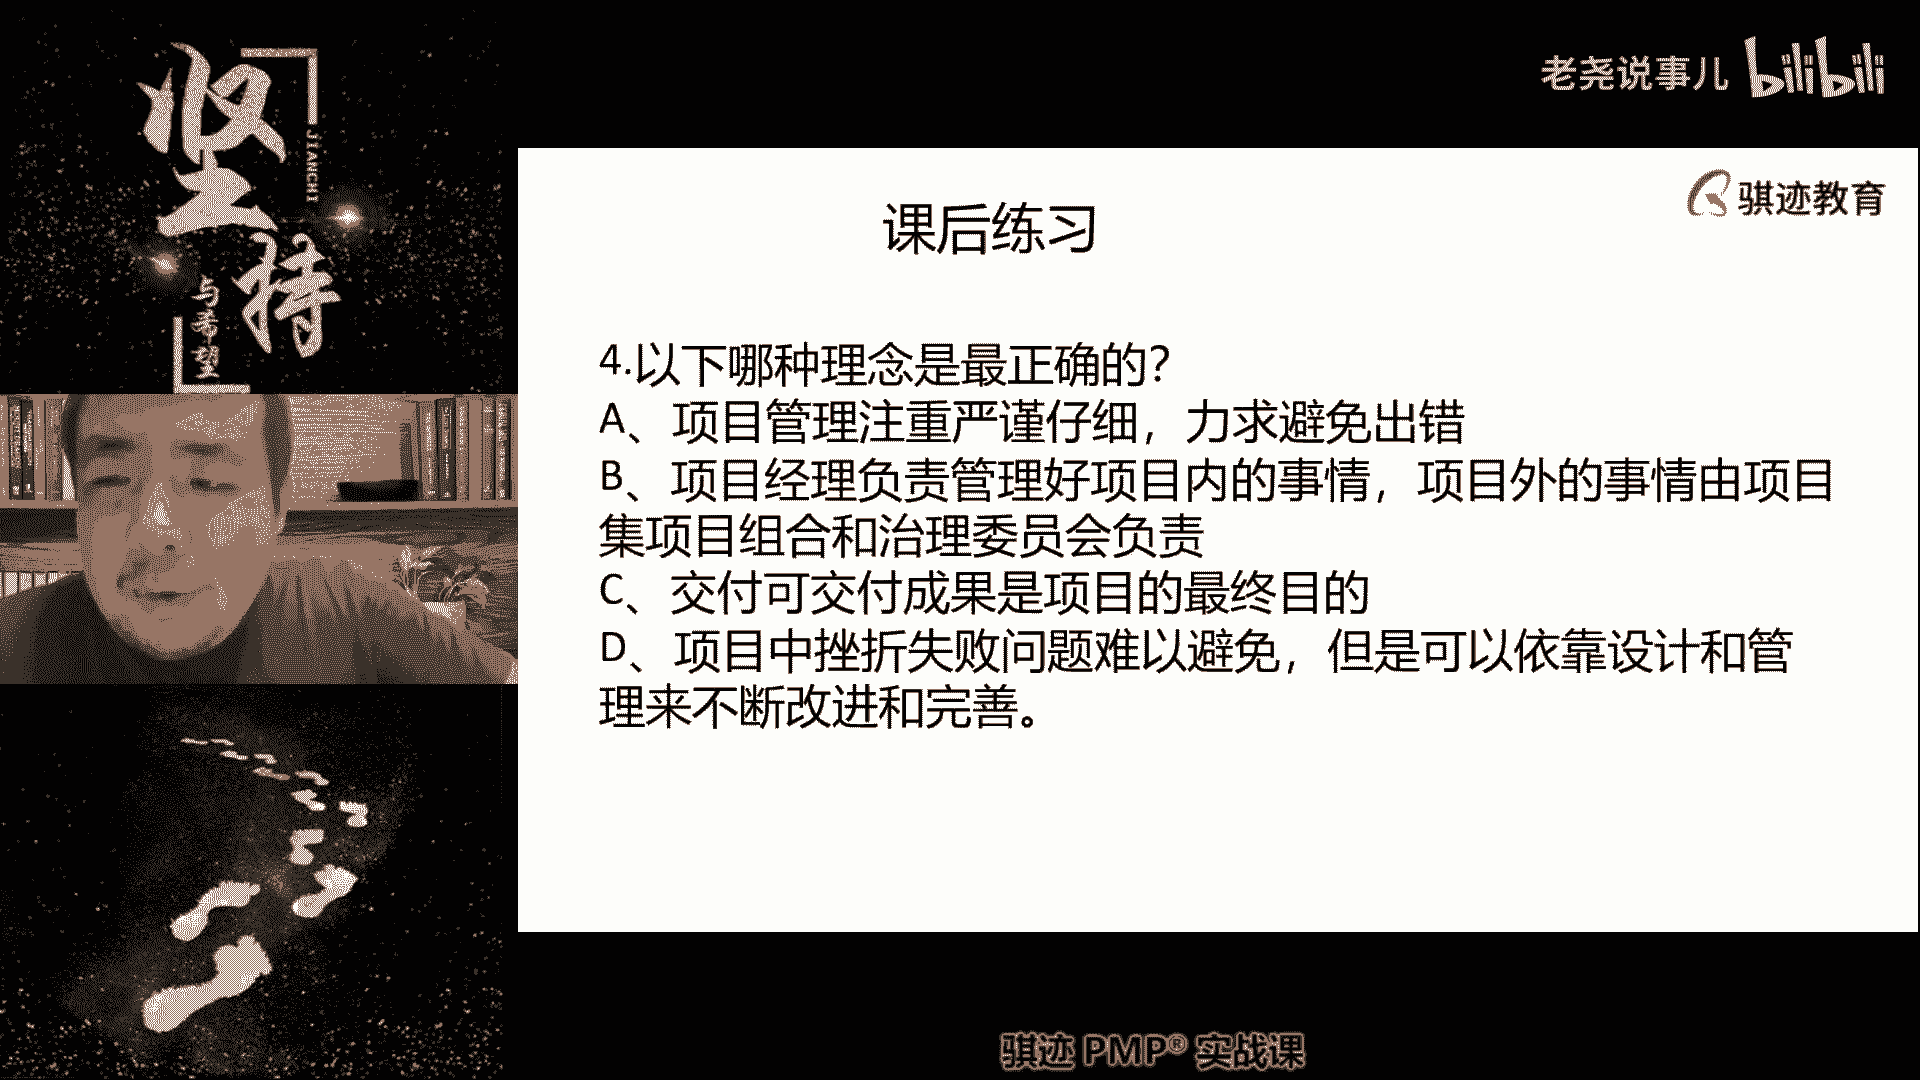 坚持
JIANCHI
与希望
老尧说事儿 bilibili
骐迹教育
课后练习
4.以下哪种理念是最正确的？
A、项目管理注重严谨仔细，力求避免出错
B、项目经理负责管理好项目内的事情，项目外的事情由项目
集项目组合和治理委员会负责
C、交付可交付成果是项目的最终目的
D、项目中挫折失败问题难以避免，但是可以依靠设计和管
理来不断改进和完善。
骐迹 PMP® 实战课